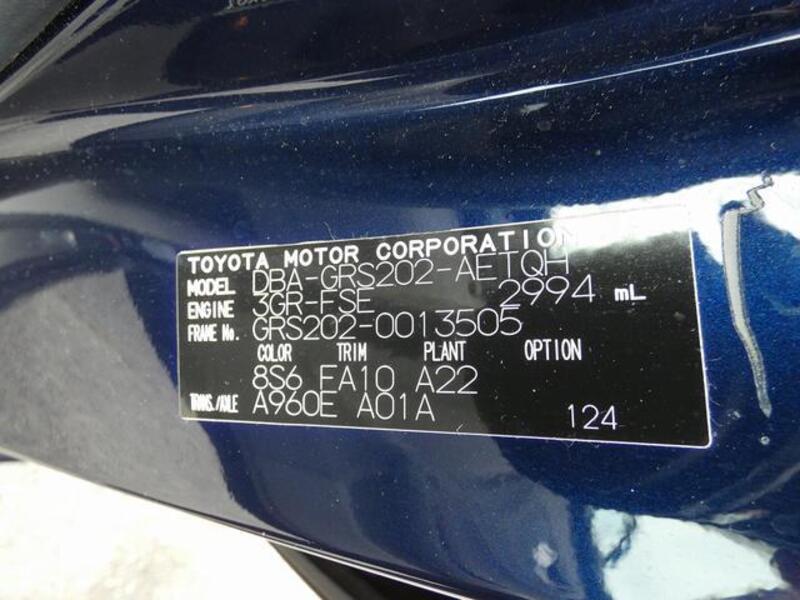 TOYOTA MOTOR CORPORATION
MODEL DBA-GRS202-AETQH
ENGINE 3GR-FSE 2994 mL
FRAME No. GRS202-0013505
COLOR TRIM PLANT OPTION
8S6 FA10 A22
TRANS./AXLE A960E A01A 124